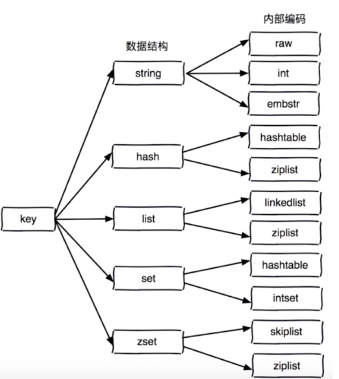 数据结构
内部编码
key
string
raw
int
embstr
hash
hashtable
ziplist
list
linkedlist
ziplist
set
hashtable
intset
zset
skiplist
ziplist